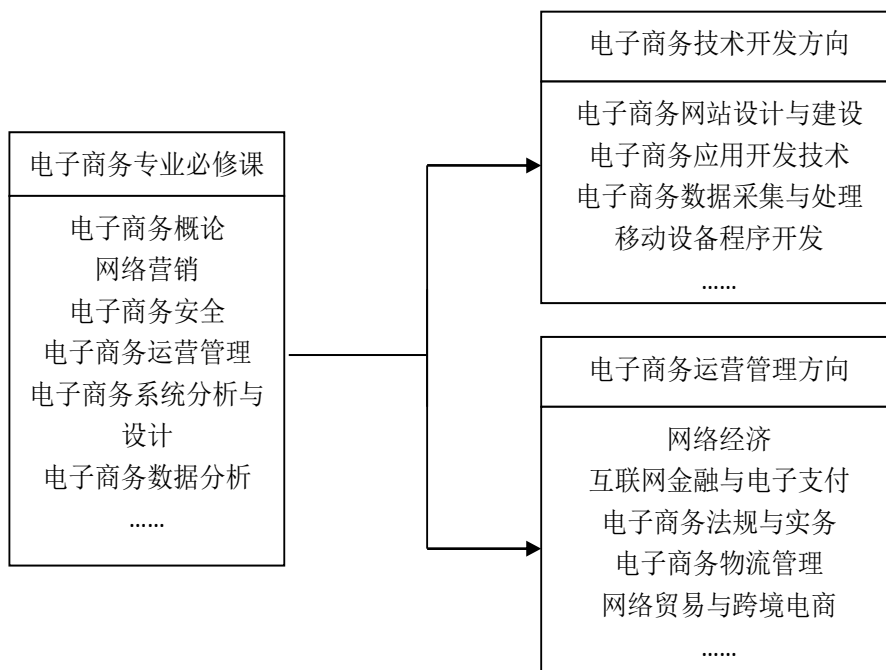 电子商务专业必修课
电子商务概论
网络营销
电子商务安全
电子商务运营管理
电子商务系统分析与
设计
电子商务数据分析
......
电子商务技术开发方向
电子商务网站设计与建设
电子商务应用开发技术
电子商务数据采集与处理
移动设备程序开发
......
电子商务运营管理方向
网络经济
互联网金融与电子支付
电子商务法规与实务
电子商务物流管理
网络贸易与跨境电商
......